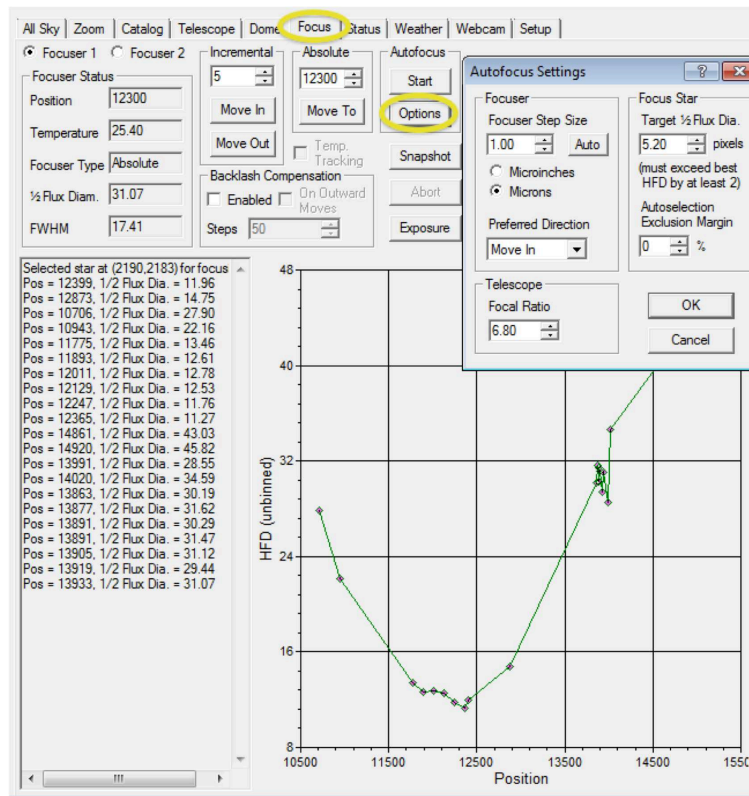 All Sky Zoom Catalog Telescope Dome Focus Status Weather Webcam Setup
Focuser 1 Focuser 2
Focuser Status
Position 12300
Temperature 25.40
Focuser Type Absolute
½ Flux Diam. 31.07
FWHM 17.41
Incremental
5
Move In
Move Out
Absolute
12300
Move To
Temp.
Tracking
Backlash Compensation
Enabled On Outward
Moves
Steps 50
Autofocus
Start
Options
Snapshot
Abort
Exposure
Autofocus Settings
Focuser
Focuser Step Size
1.00 Auto
Microinches
Microns
Preferred Direction
Move In
Telescope
Focal Ratio
6.80
Focus Star
Target ½ Flux Dia.
5.20 pixels
(must exceed best
HFD by at least 2)
Autoselection
Exclusion Margin
0 %
OK
Cancel
Selected star at (2190,2183) for focus
Pos = 12399, 1/2 Flux Dia. = 11.96
Pos = 12873, 1/2 Flux Dia. = 14.75
Pos = 10706, 1/2 Flux Dia. = 27.90
Pos = 10943, 1/2 Flux Dia. = 22.16
Pos = 11775, 1/2 Flux Dia. = 13.46
Pos = 11893, 1/2 Flux Dia. = 12.61
Pos = 12011, 1/2 Flux Dia. = 12.78
Pos = 12129, 1/2 Flux Dia. = 12.53
Pos = 12247, 1/2 Flux Dia. = 11.76
Pos = 12365, 1/2 Flux Dia. = 11.27
Pos = 14861, 1/2 Flux Dia. = 43.03
Pos = 14920, 1/2 Flux Dia. = 45.82
Pos = 13991, 1/2 Flux Dia. = 28.55
Pos = 14020, 1/2 Flux Dia. = 34.59
Pos = 13863, 1/2 Flux Dia. = 30.19
Pos = 13877, 1/2 Flux Dia. = 31.62
Pos = 13891, 1/2 Flux Dia. = 30.29
Pos = 13891, 1/2 Flux Dia. = 31.47
Pos = 13905, 1/2 Flux Dia. = 31.12
Pos = 13919, 1/2 Flux Dia. = 29.44
Pos = 13933, 1/2 Flux Dia. = 31.07
48
40
32
24
16
8
HFD (unbinned)
10500 11500 12500 13500 14500 1550
Position